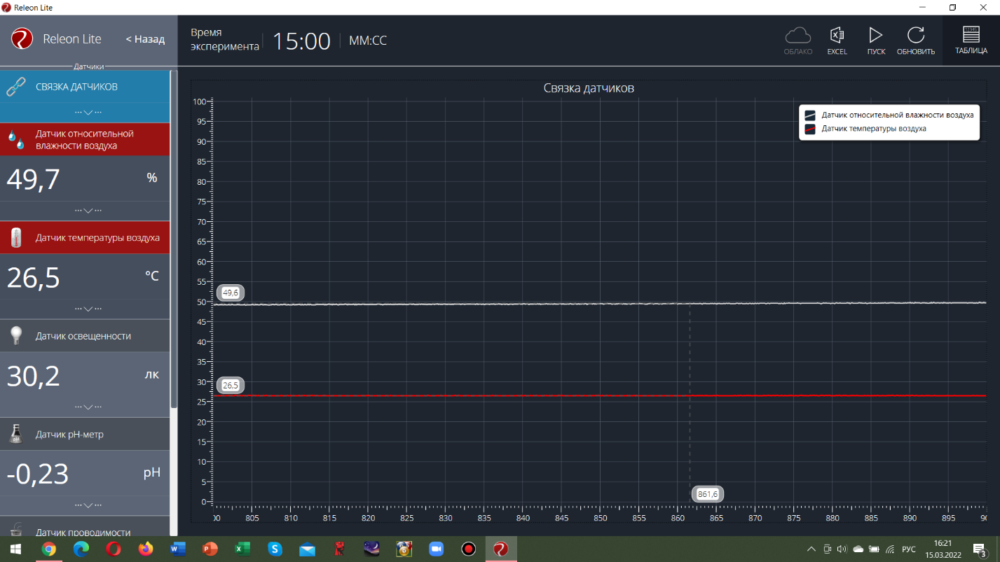 Releon Lite
Releon Lite
< Назад
Время
эксперимента
15:00
ММ:СС
ОБЛАКО
EXCEL
ПУСК
ОБНОВИТЬ
ТАБЛИЦА
Датчики
СВЯЗКА ДАТЧИКОВ
Датчик относительной
влажности воздуха
49,7
%
Датчик температуры воздуха
26,5
°C
Датчик освещенности
30,2
лк
Датчик pH-метр
-0,23
pH
Датчик проводимости
Связка датчиков
Датчик относительной влажности воздуха
Датчик температуры воздуха
100
95
90
85
80
75
70
65
60
55
50
45
40
35
30
25
20
15
10
5
0
49,6
26,5
861,6
00 805 810 815 820 825 830 835 840 845 850 855 860 865 870 875 880 885 890 895 90
РУС
16:21
15.03.2022
3